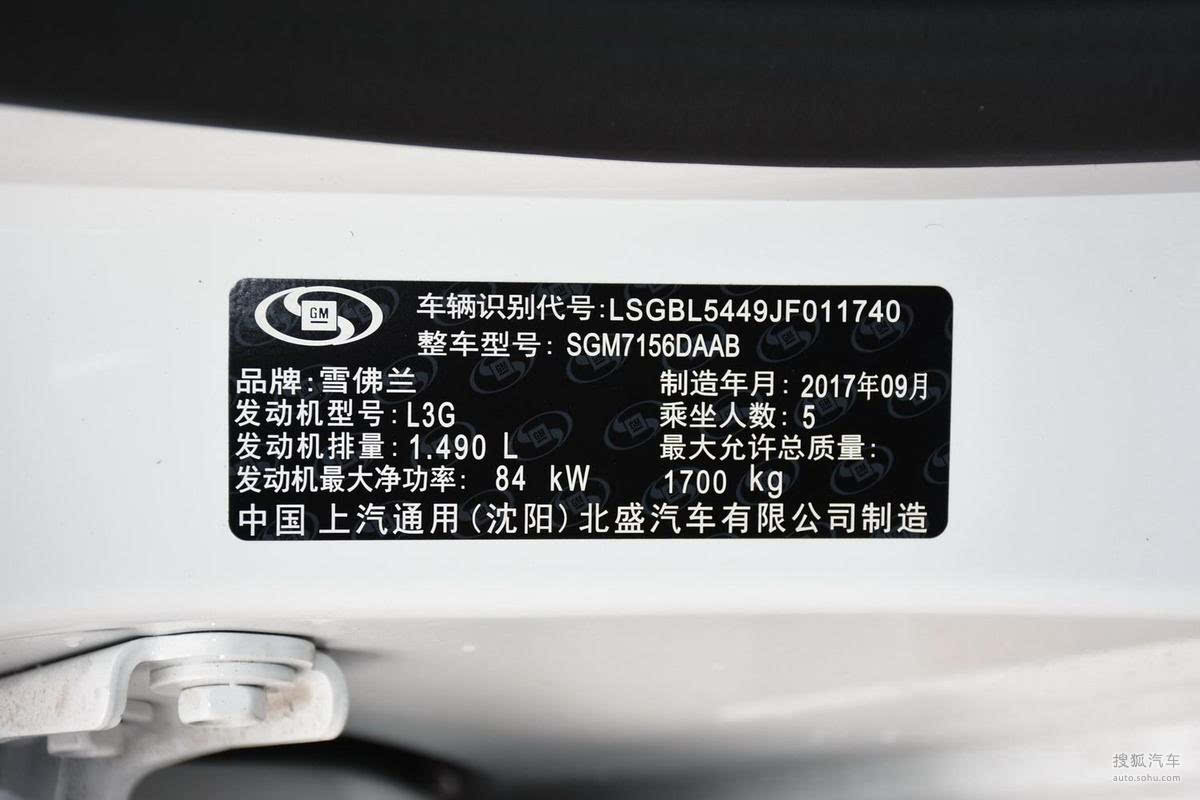 GM
车辆识别代号:LSGBL5449JF011740
整车型号: SGM7156DAAB
品牌:雪佛兰
制造年月: 2017年09月
发动机型号:L3G
乘坐人数: 5
发动机排量:1.490 L
最大允许总质量:
发动机最大净功率: 84 kW
1700 kg
中国 上汽通用(沈阳)北盛汽车有限公司制造
搜狐汽车
auto.sohu.com